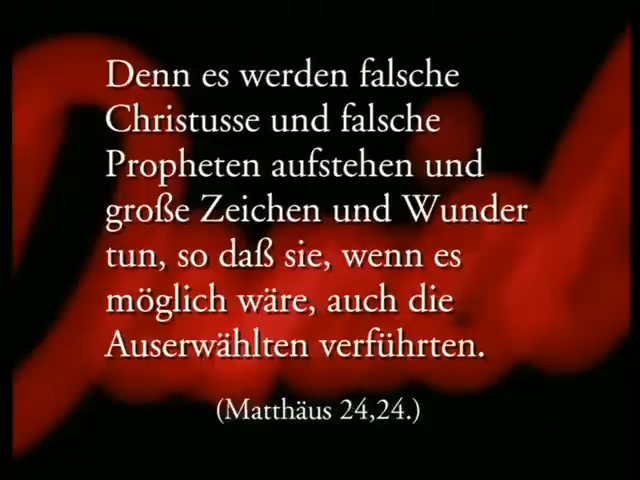 Denn es werden falsche
Christusse und falsche
Propheten aufstehen und
große Zeichen und Wunder
tun, so daß sie, wenn es
möglich wäre, auch die
Auserwählten verführten.
(Matthäus 24,24.)